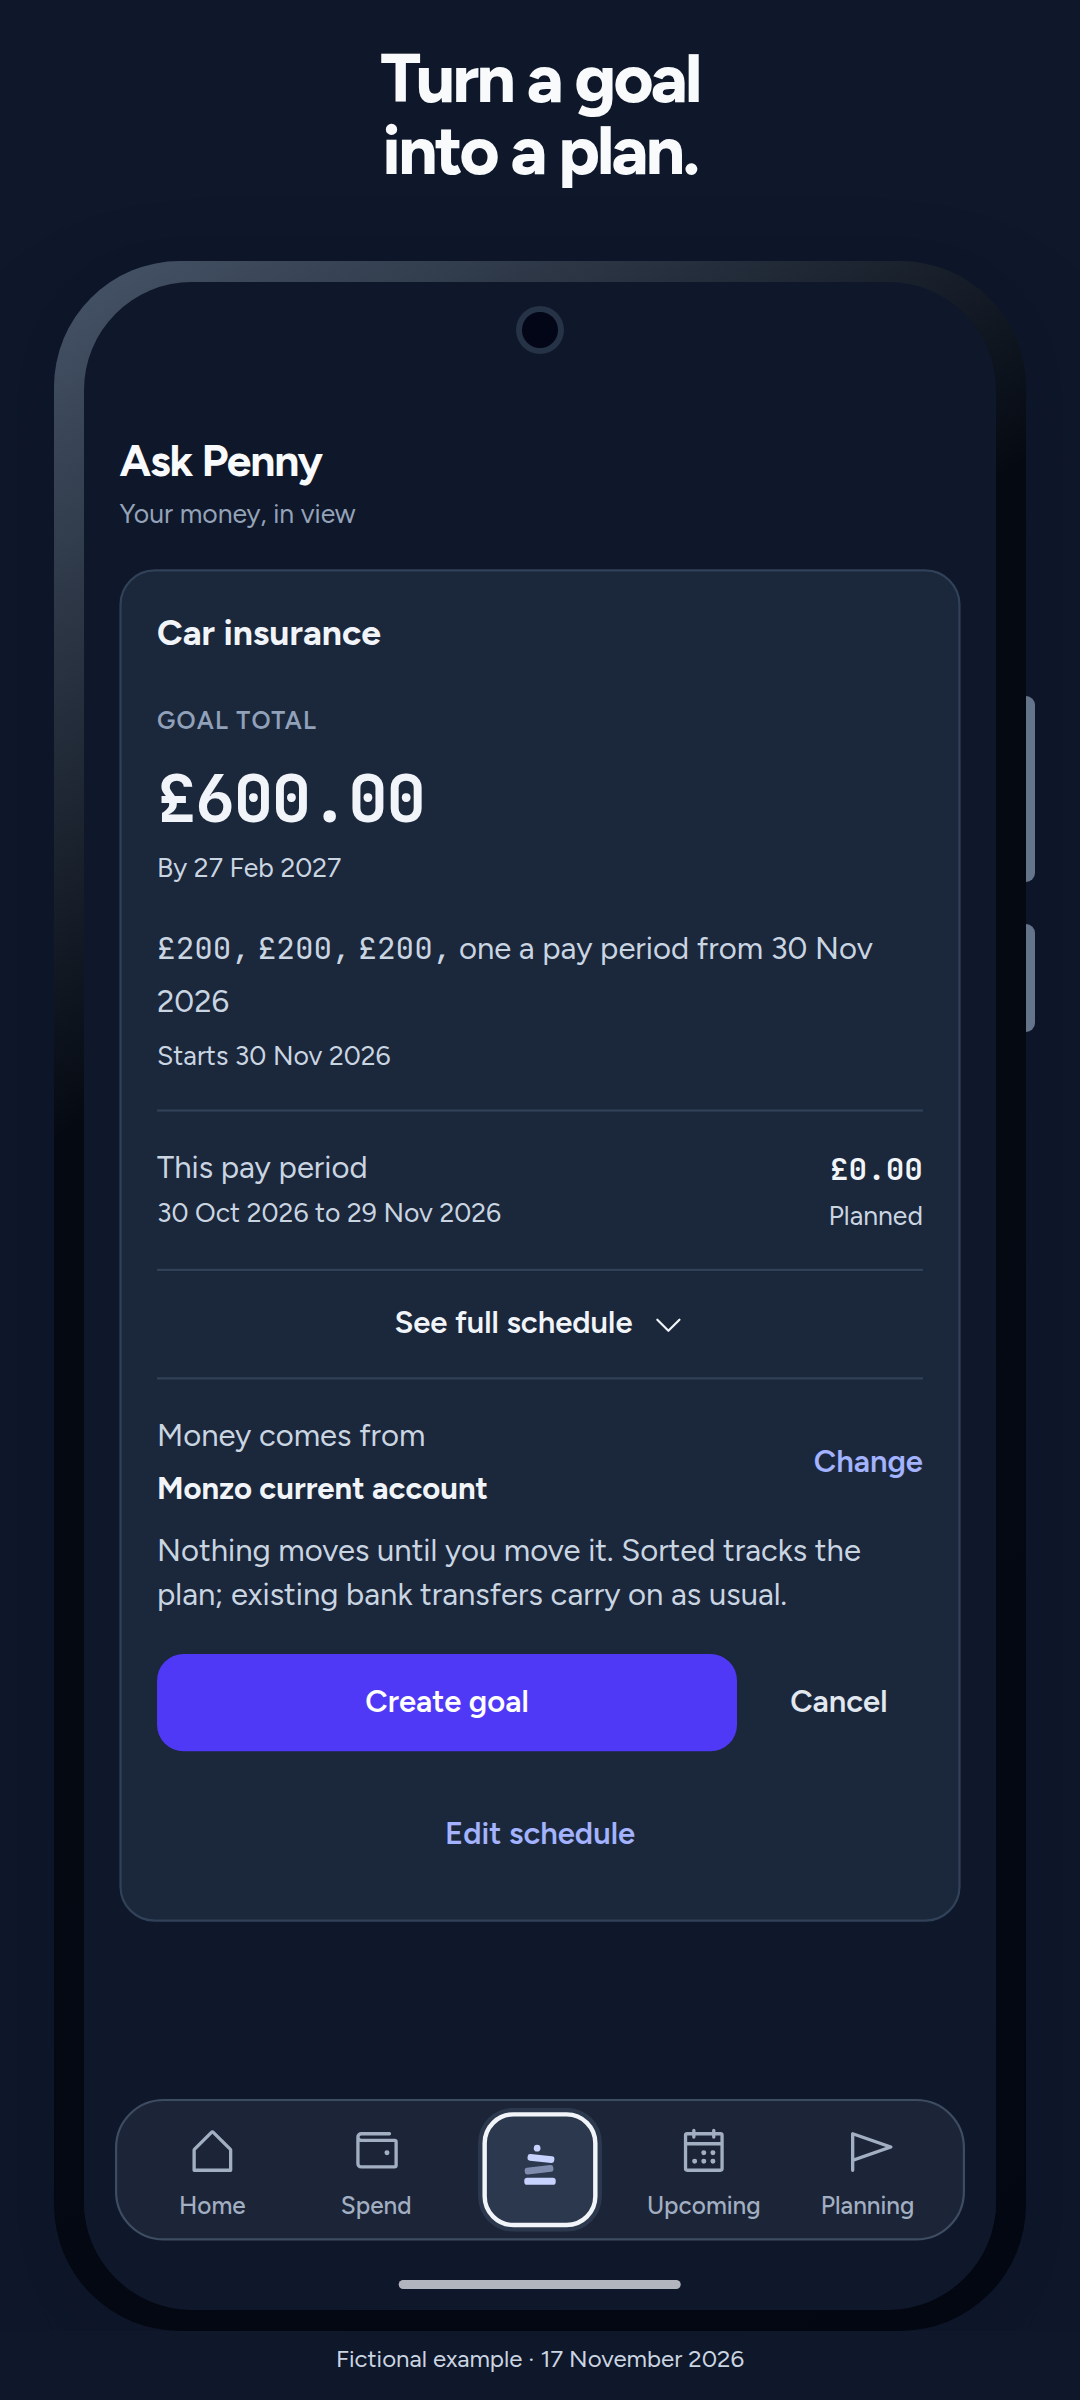 Turn a goal
into a plan.
Ask Penny
Your money, in view
Car insurance
GOAL TOTAL
£600.00
By 27 Feb 2027
£200, £200, £200, one a pay period from 30 Nov
2026
Starts 30 Nov 2026
This pay period
£0.00
30 Oct 2026 to 29 Nov 2026
Planned
See full schedule
Money comes from
Change
Monzo current account
Nothing moves until you move it. Sorted tracks the
plan; existing bank transfers carry on as usual.
Create goal
Cancel
Edit schedule
Home
Spend
Upcoming
Planning
Fictional example · 17 November 2026